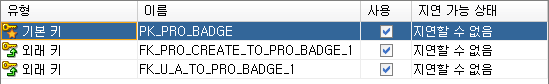 유형 이름 사용 지연 가능 상태
기본 키 PK_PRO_BADGE 지연할 수 없음
외래 키 FK_PRO_CREATE_TO_PRO_BADGE_1 지연할 수 없음
외래 키 FK_U_A_TO_PRO_BADGE_1 지연할 수 없음